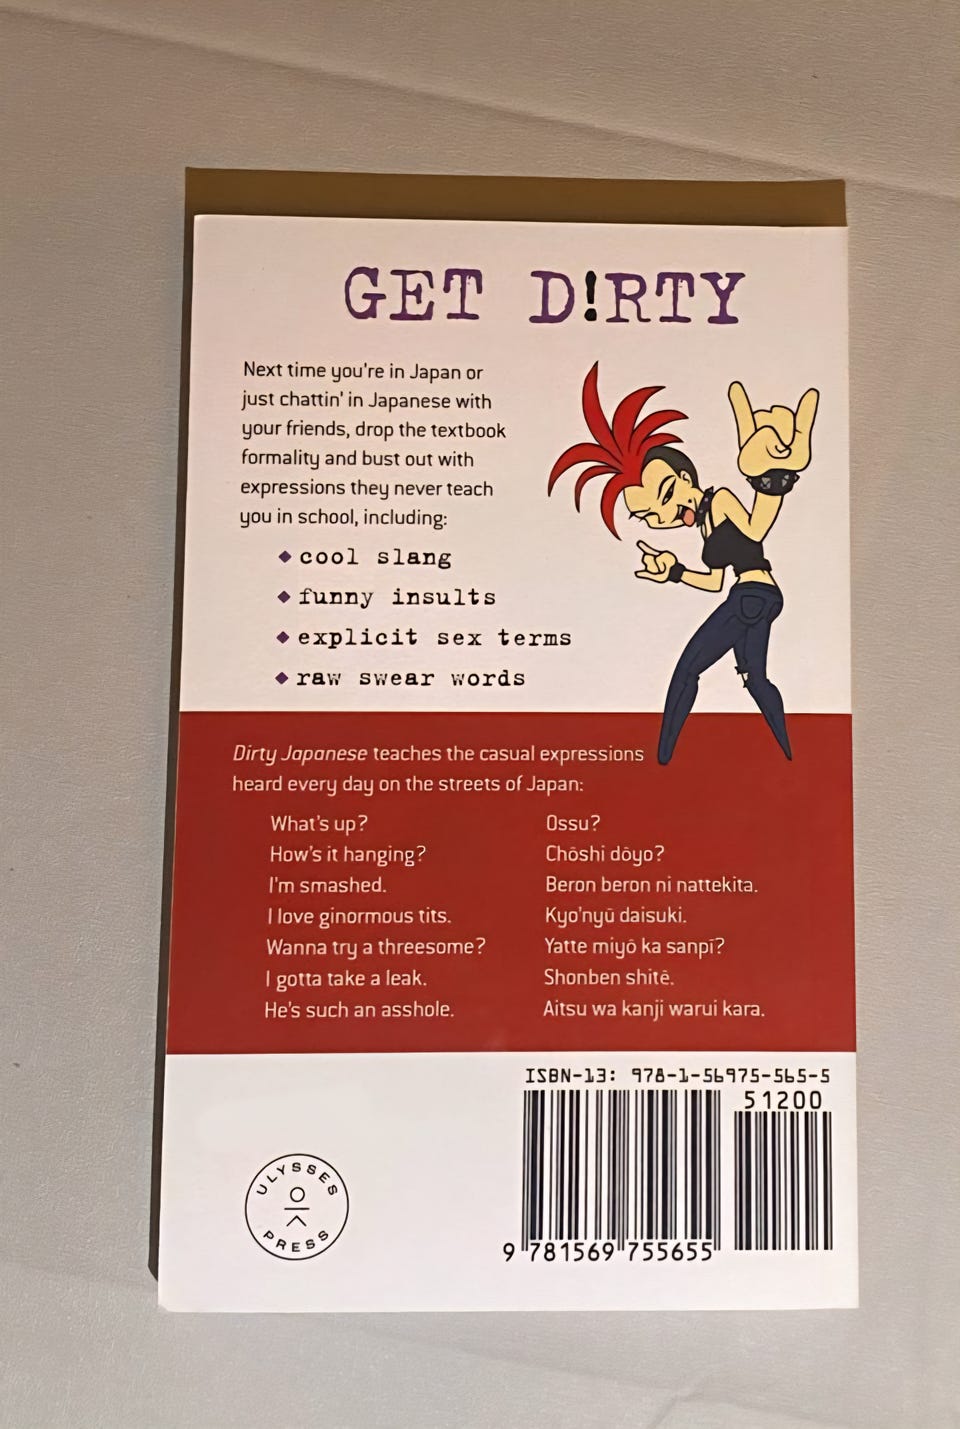 GET D!RTY
Next time you're in Japan or
just chattin' in Japanese with
your friends, drop the textbook
formality and bust out with
expressions they never teach
you in school, including:
◆ cool slang
◆ funny insults
◆ explicit sex terms
◆ raw swear words
Dirty Japanese teaches the casual expressions
heard every day on the streets of Japan:
What's up? Ossu?
How's it hanging? Chōshi dōyo?
I'm smashed. Beron beron ni nattekita.
I love ginormous tits. Kyo'nyū daisuki.
Wanna try a threesome? Yatte miyō ka sanpī?
I gotta take a leak. Shonben shitē.
He's such an asshole. Aitsu wa kanji warui kara.
ISBN-13: 978-1-56975-565-5
51200
9 781569 755655
ULYSSES
PRESS